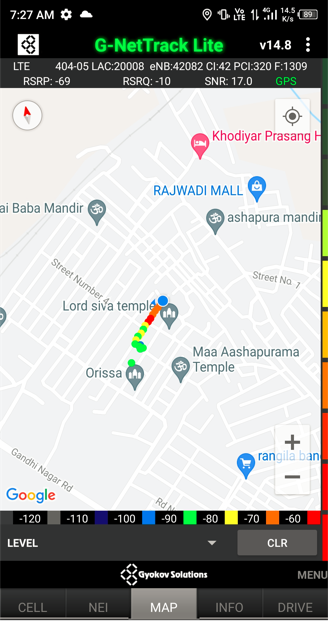 7:27 AM
Vo
LTE
4G
14.5
K/s
89
G-NetTrack Lite v14.8
LTE 404-05 LAC:20008 eNB:42082 CI:42 PCI:320 F:1309
RSRP: -69 RSRQ: -10 SNR: 17.0 GPS
Khodiyar Prasang H
RAJWADI MALL
ai Baba Mandir
ashapura mandir
Street Number 4
Street No. 1
Lord siva temple
Maa Aashapurama
Temple
Orissa
Gandhi Nagar Rd
rangila ban
Rd N
Google
-120 -110 -100 -90 -80 -70 -60
LEVEL CLR
Gyokov Solutions MENU
CELL NEI MAP INFO DRIVE